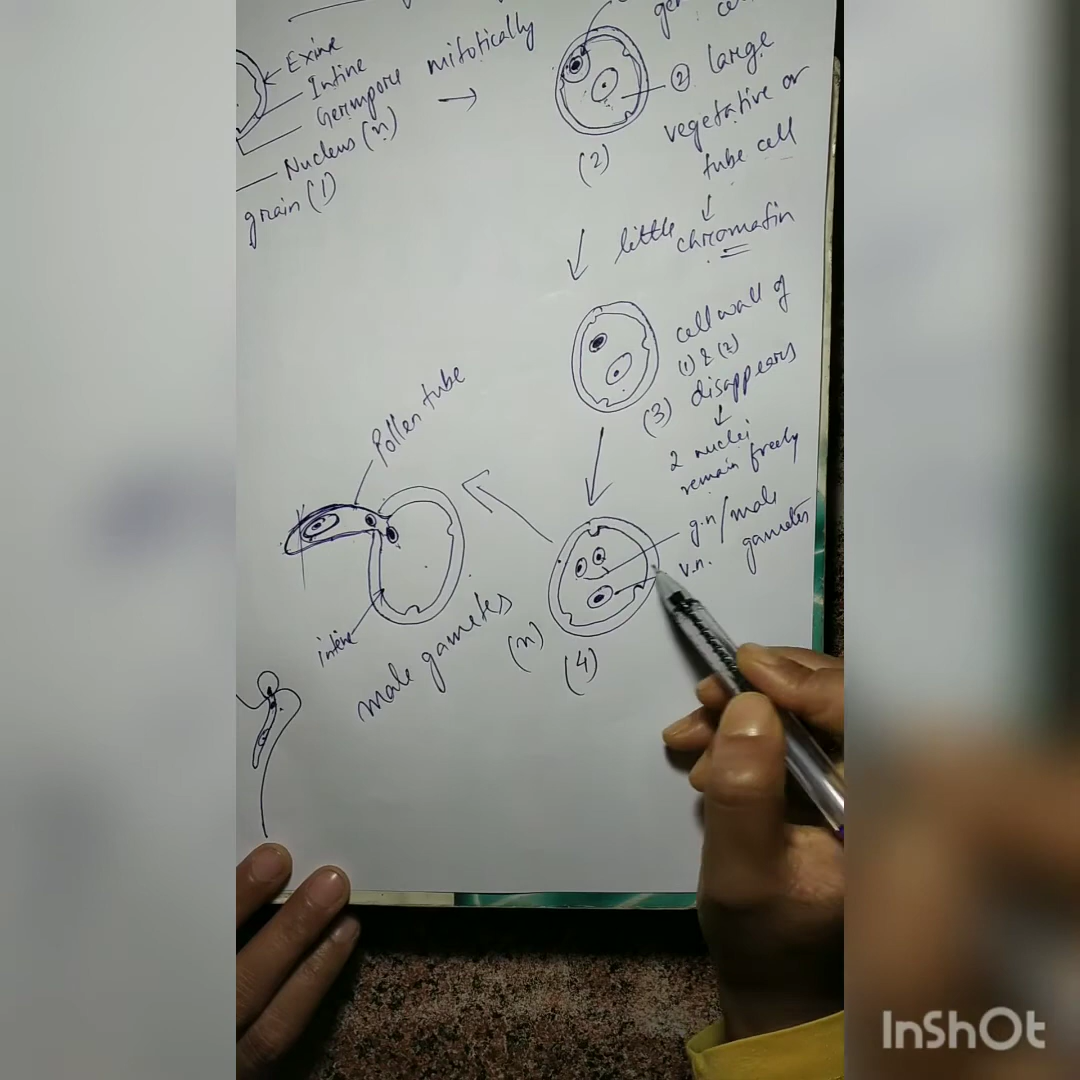 Exine
Intine
Germpore
Nucleus (n)
grain (1)
mitotically
② large
vegetative or
tube cell
(2)
little chromatin
cell wall of
(1) & (2)
disappears
(3)
2 nuclei
remain freely
g.n/male
gametes
v.n.
(4)
Pollen tube
intine
male gametes (n)
InShOt